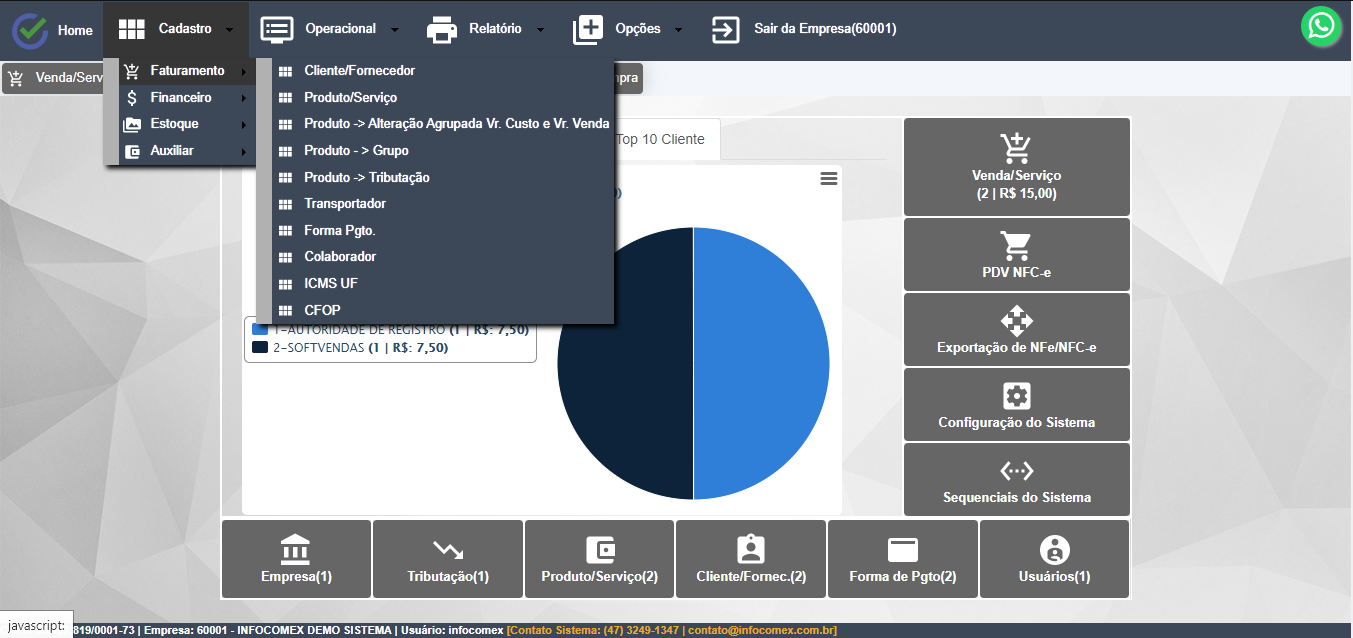 Home
Cadastro
Operacional
Relatório
Opções
Sair da Empresa(60001)
Venda/Serv
pra
Faturamento
Financeiro
Estoque
Auxiliar
Cliente/Fornecedor
Produto/Serviço
Produto -> Alteração Agrupada Vr. Custo e Vr. Venda
Produto - > Grupo
Produto -> Tributação
Transportador
Forma Pgto.
Colaborador
ICMS UF
CFOP
Top 10 Cliente
1-AUTORIDADE DE REGISTRO (1 | R$: 7,50)
2-SOFTVENDAS (1 | R$: 7,50)
Venda/Serviço
(2 | R$ 15,00)
PDV NFC-e
Exportação de NFe/NFC-e
Configuração do Sistema
Sequenciais do Sistema
Empresa(1)
Tributação(1)
Produto/Serviço(2)
Cliente/Fornec.(2)
Forma de Pgto(2)
Usuários(1)
javascript:
819/0001-73 | Empresa: 60001 - INFOCOMEX DEMO SISTEMA | Usuário: infocomex [Contato Sistema: (47) 3249-1347 | contato@infocomex.com.br]